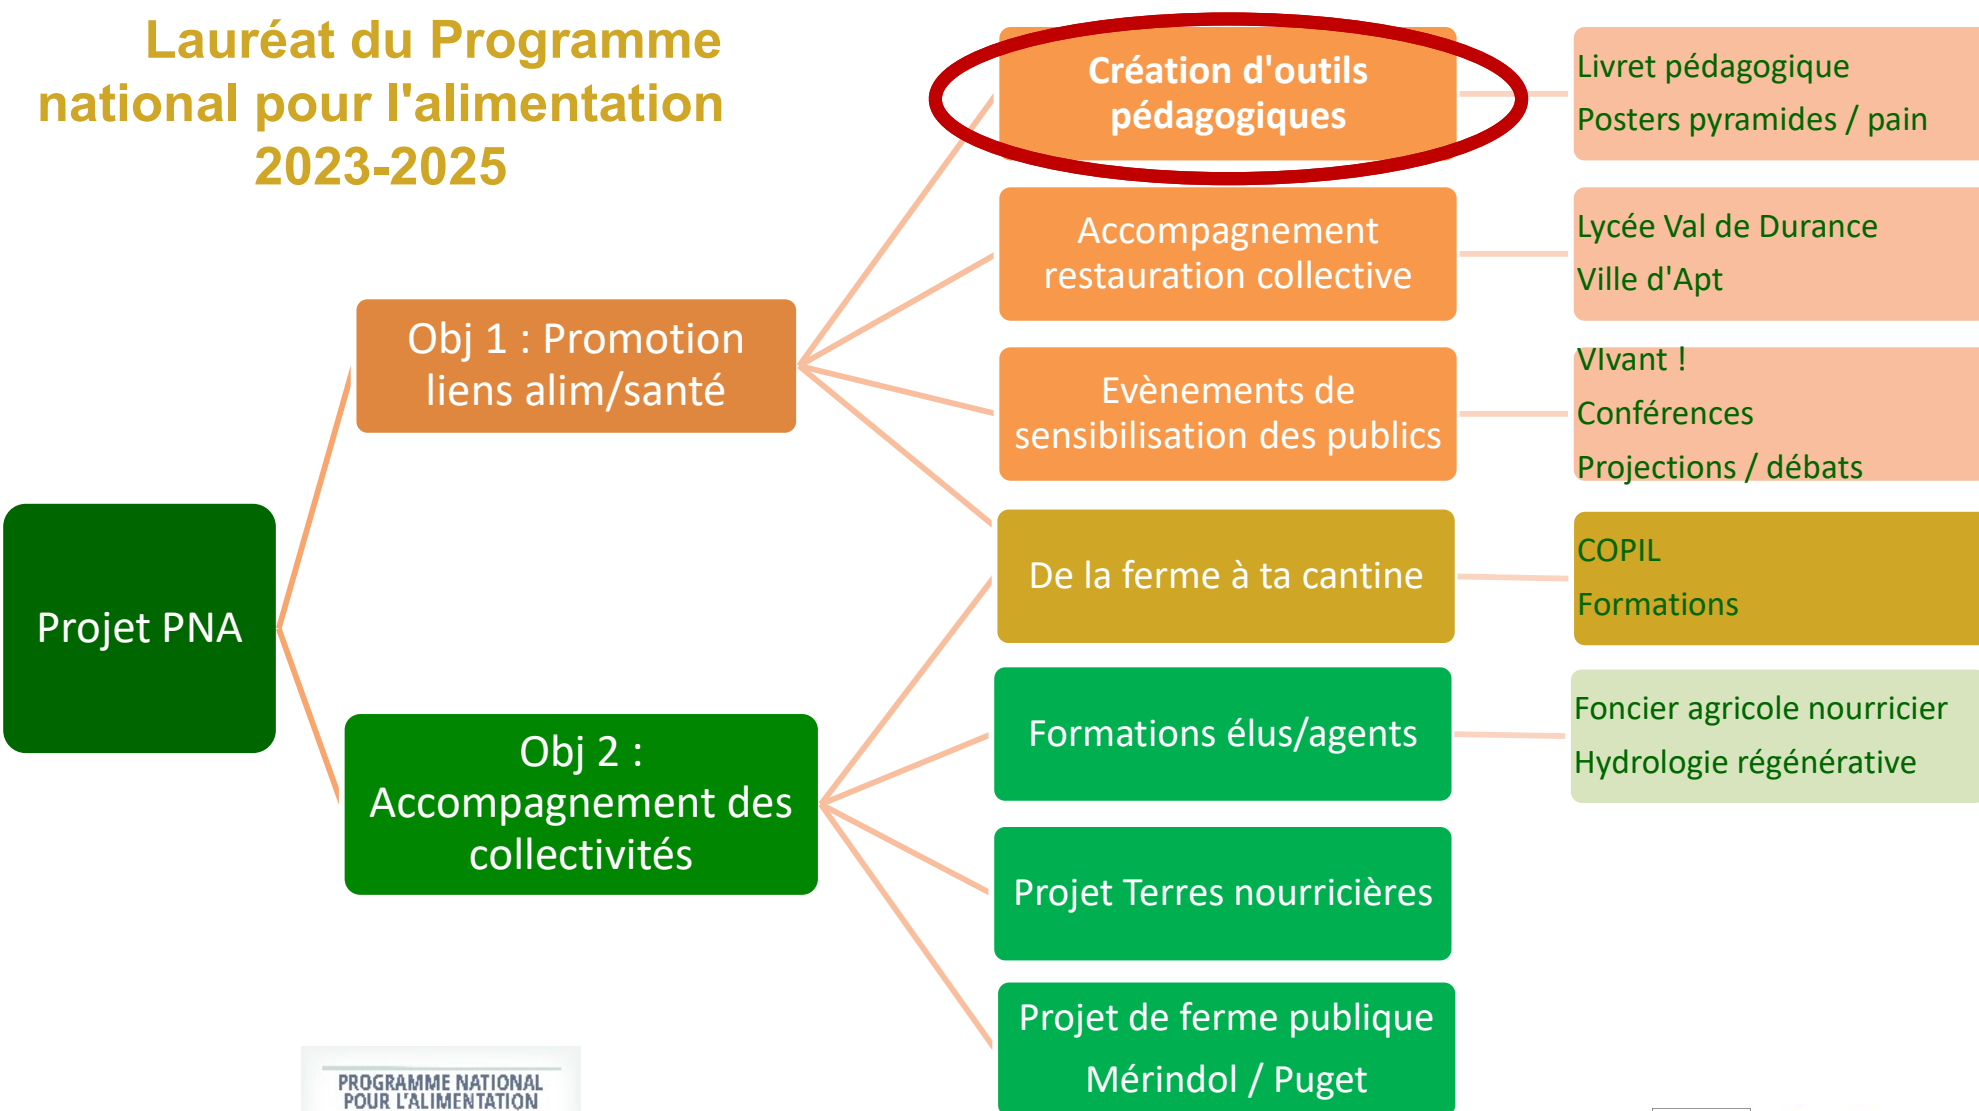 Lauréat du Programme
national pour l'alimentation
2023-2025
Projet PNA
Obj 1 : Promotion
liens alim/santé
Obj 2 :
Accompagnement des
collectivités
Création d'outils
pédagogiques
Accompagnement
restauration collective
Evènements de
sensibilisation des publics
De la ferme à ta cantine
Formations élus/agents
Projet Terres nourricières
Projet de ferme publique
Mérindol / Puget
Livret pédagogique
Posters pyramides / pain
Lycée Val de Durance
Ville d'Apt
VIvant !
Conférences
Projections / débats
COPIL
Formations
Foncier agricole nourricier
Hydrologie régénérative
PROGRAMME NATIONAL
POUR L'ALIMENTATION